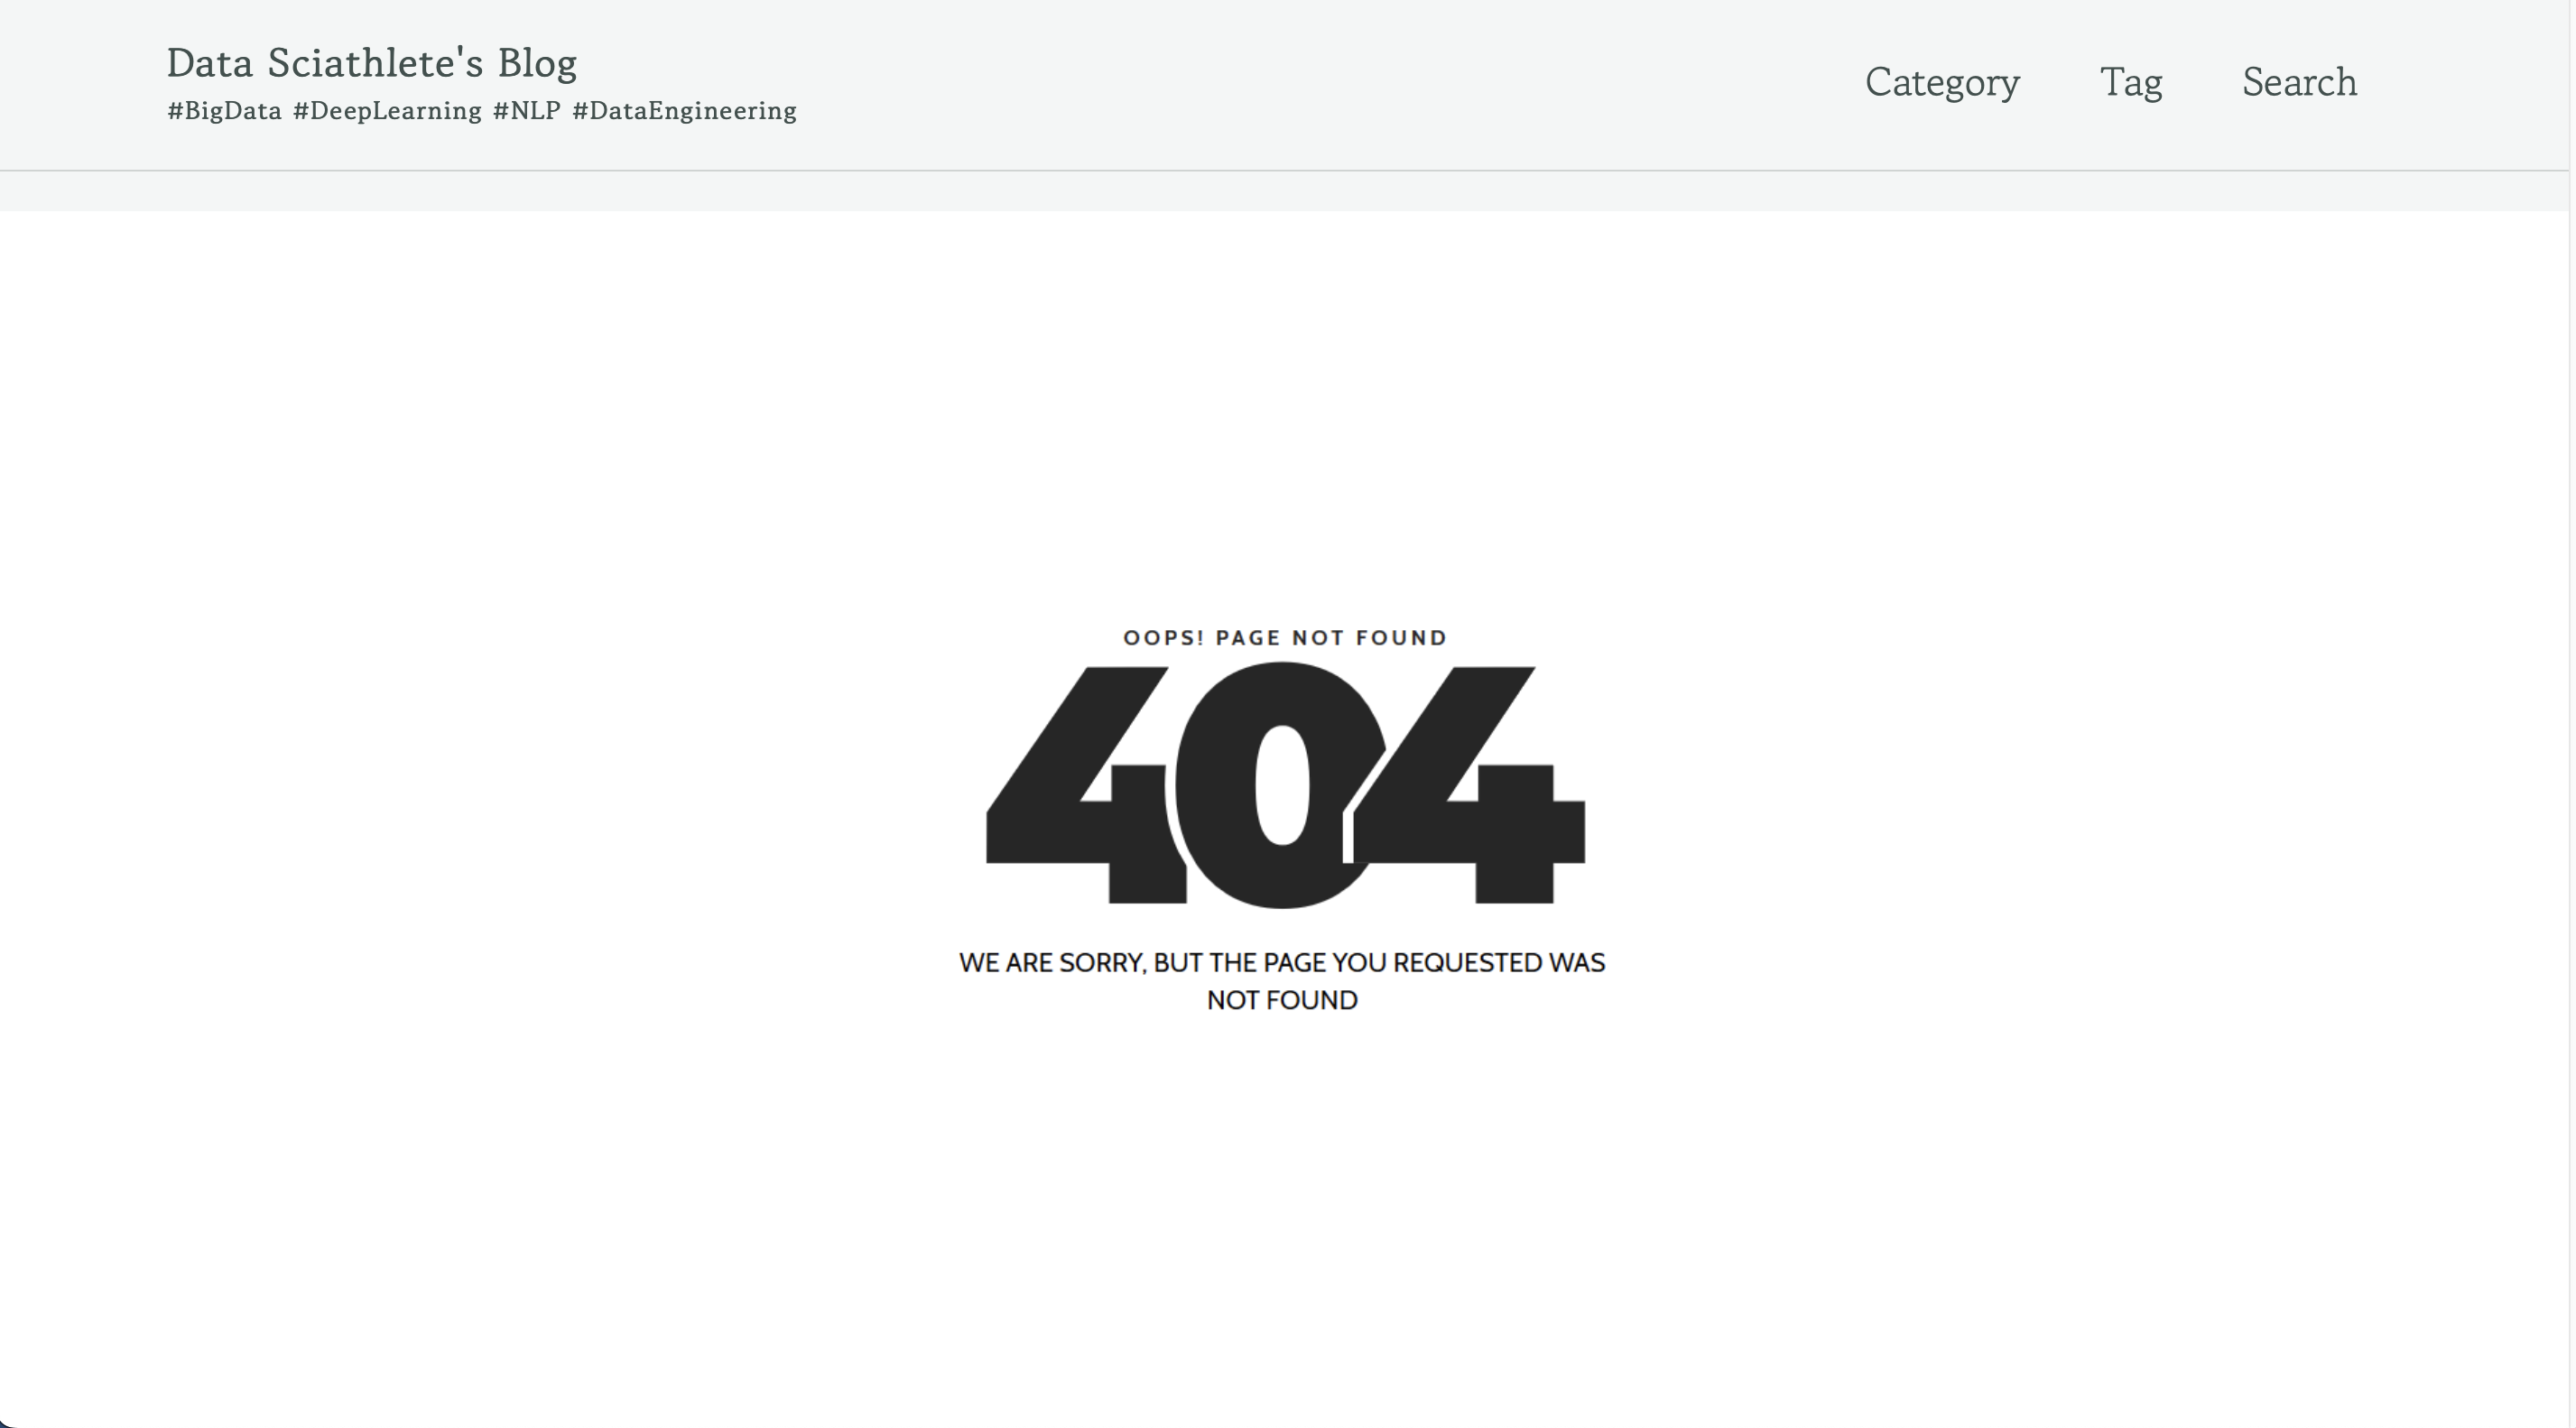 Data Sciathlete's Blog
#BigData #DeepLearning #NLP #DataEngineering
Category Tag Search
OOPS! PAGE NOT FOUND
404
WE ARE SORRY, BUT THE PAGE YOU REQUESTED WAS
NOT FOUND